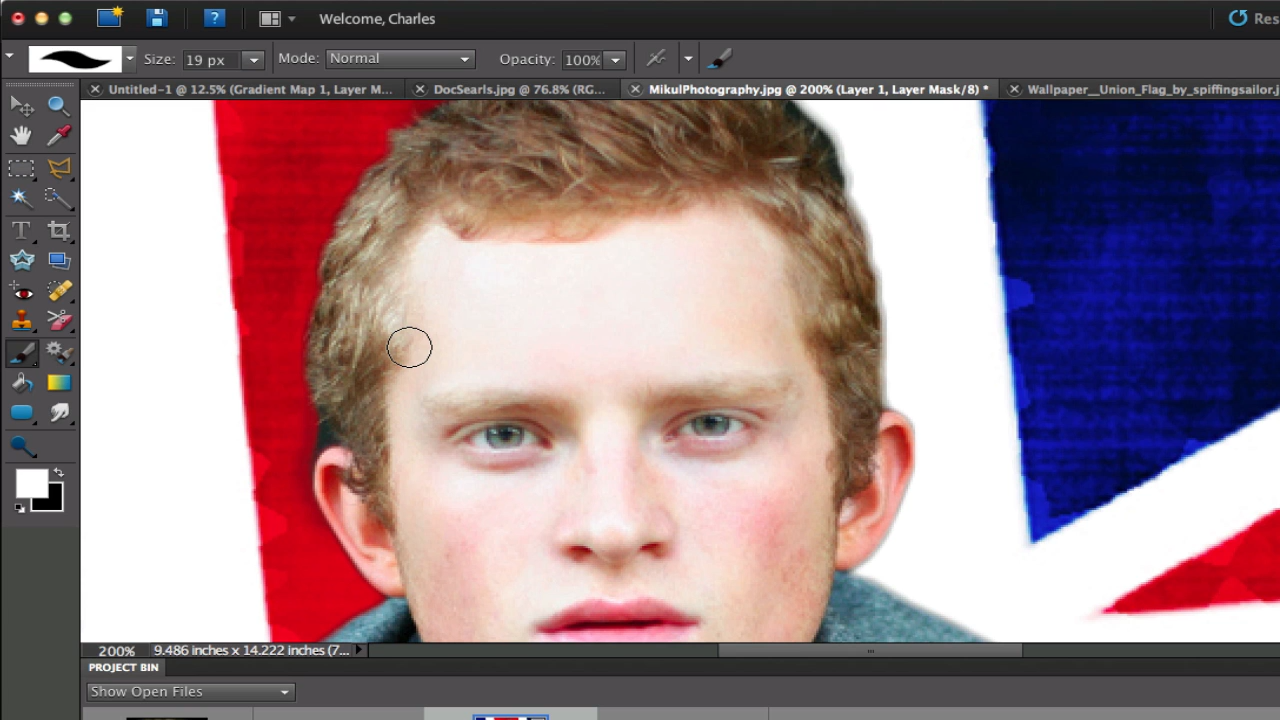 Welcome, Charles
Res
Size: 19 px Mode: Normal Opacity: 100%
Untitled-1 @ 12.5% (Gradient Map 1, Layer M... DocSearls.jpg @ 76.8% (RG... MikulPhotography.jpg @ 200% (Layer 1, Layer Mask/8) * Wallpaper__Union_Flag_by_spiffingsailor.j
T
200% 9.486 inches x 14.222 inches (7...
PROJECT BIN
Show Open Files